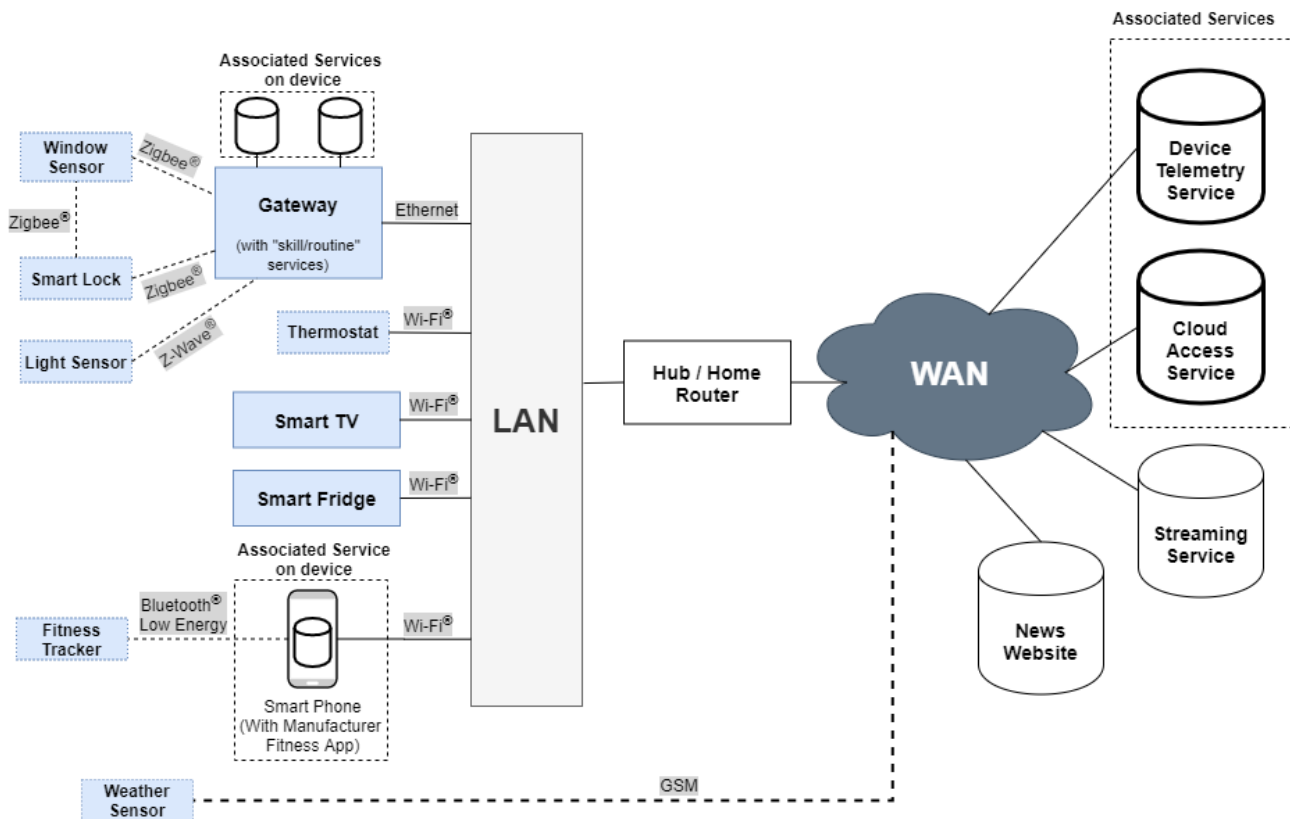 Associated Services
Associated Services
on device
Window
Sensor
Zigbee®
Gateway
(with "skill/routine"
services)
Ethernet
Zigbee®
Smart Lock
Zigbee®
Light Sensor
Z-Wave®
Thermostat
Wi-Fi®
Smart TV
Wi-Fi®
Smart Fridge
Wi-Fi®
LAN
Hub / Home
Router
WAN
Device
Telemetry
Service
Cloud
Access
Service
Streaming
Service
News
Website
Associated Service
on device
Bluetooth®
Low Energy
Fitness
Tracker
Wi-Fi®
Smart Phone
(With Manufacturer
Fitness App)
GSM
Weather
Sensor